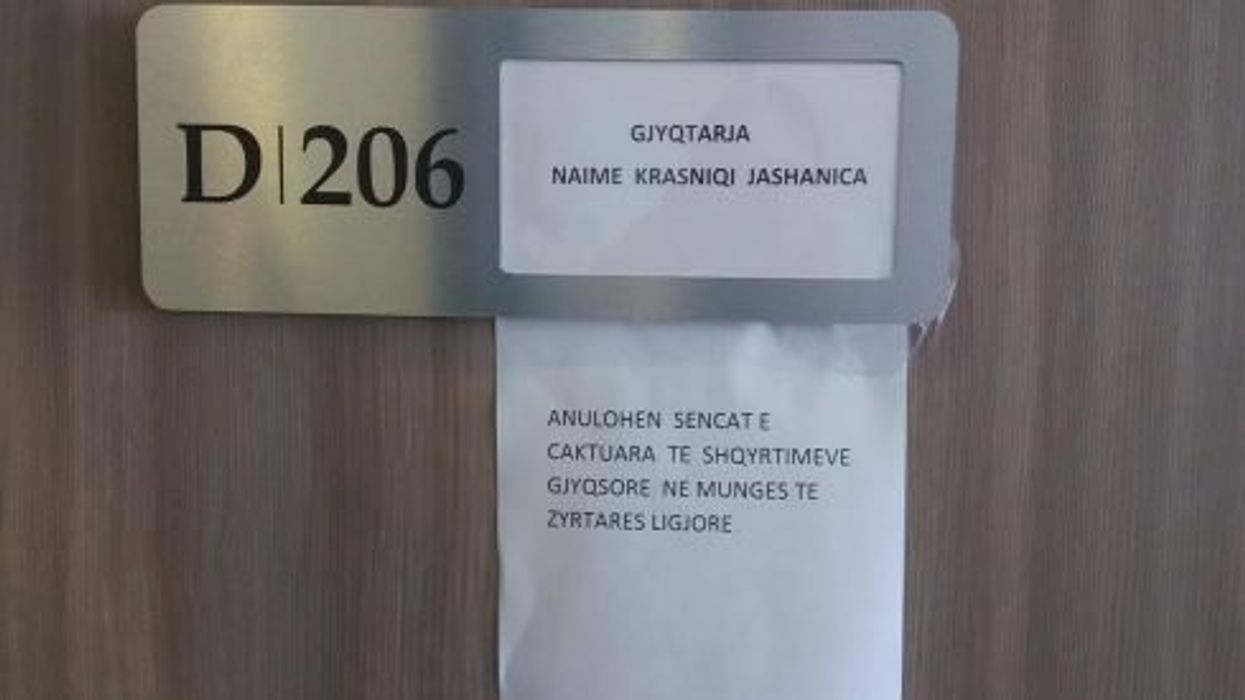 D|206
GJYQTARJA
NAIME KRASNIQI JASHANICA
ANULOHEN SENCAT E
CAKTUARA TE SHQYRTIMEVE
GJYQSORE NE MUNGES TE
ZYRTARES LIGJORE